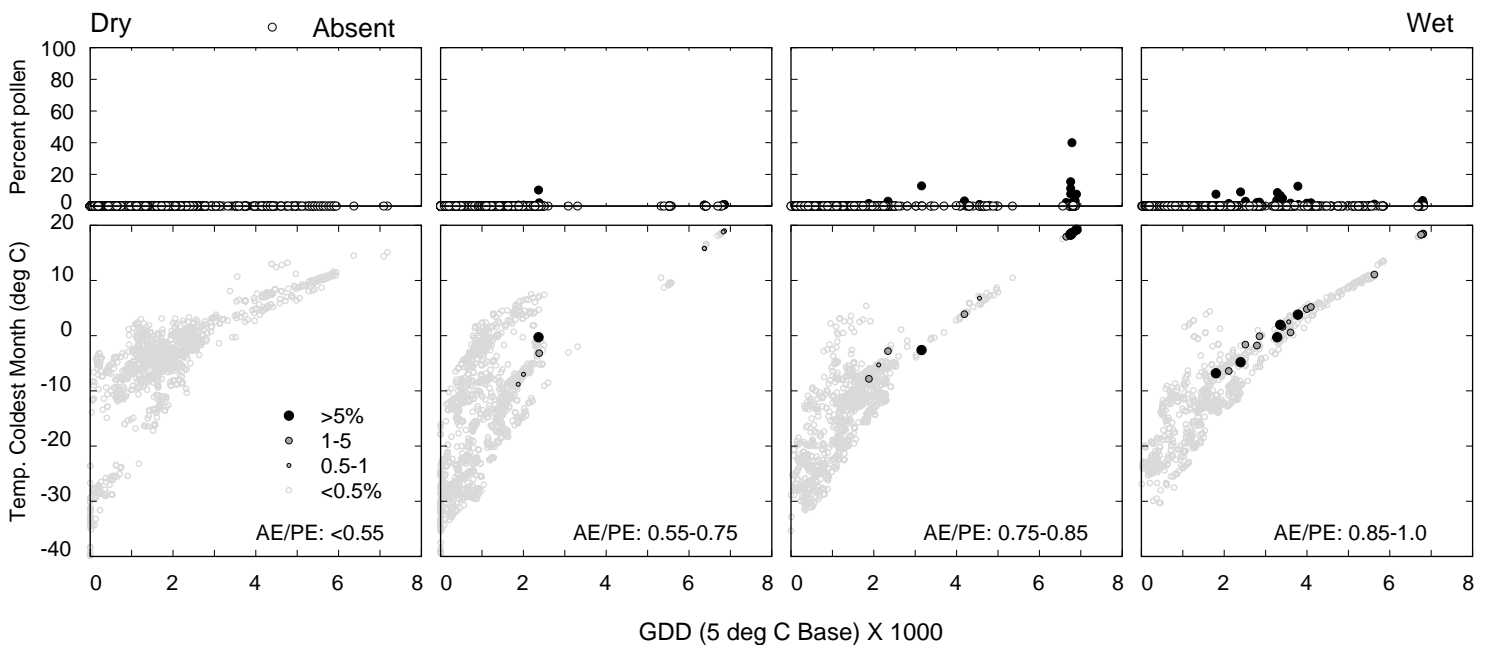 Dry
Absent
Wet
Percent pollen
100
80
60
40
20
0
Temp. Coldest Month (deg C)
20
10
0
-10
-20
-30
-40
>5%
1-5
0.5-1
<0.5%
AE/PE: <0.55
AE/PE: 0.55-0.75
AE/PE: 0.75-0.85
AE/PE: 0.85-1.0
0 2 4 6 8 0 2 4 6 8 0 2 4 6 8 0 2 4 6 8
GDD (5 deg C Base) X 1000